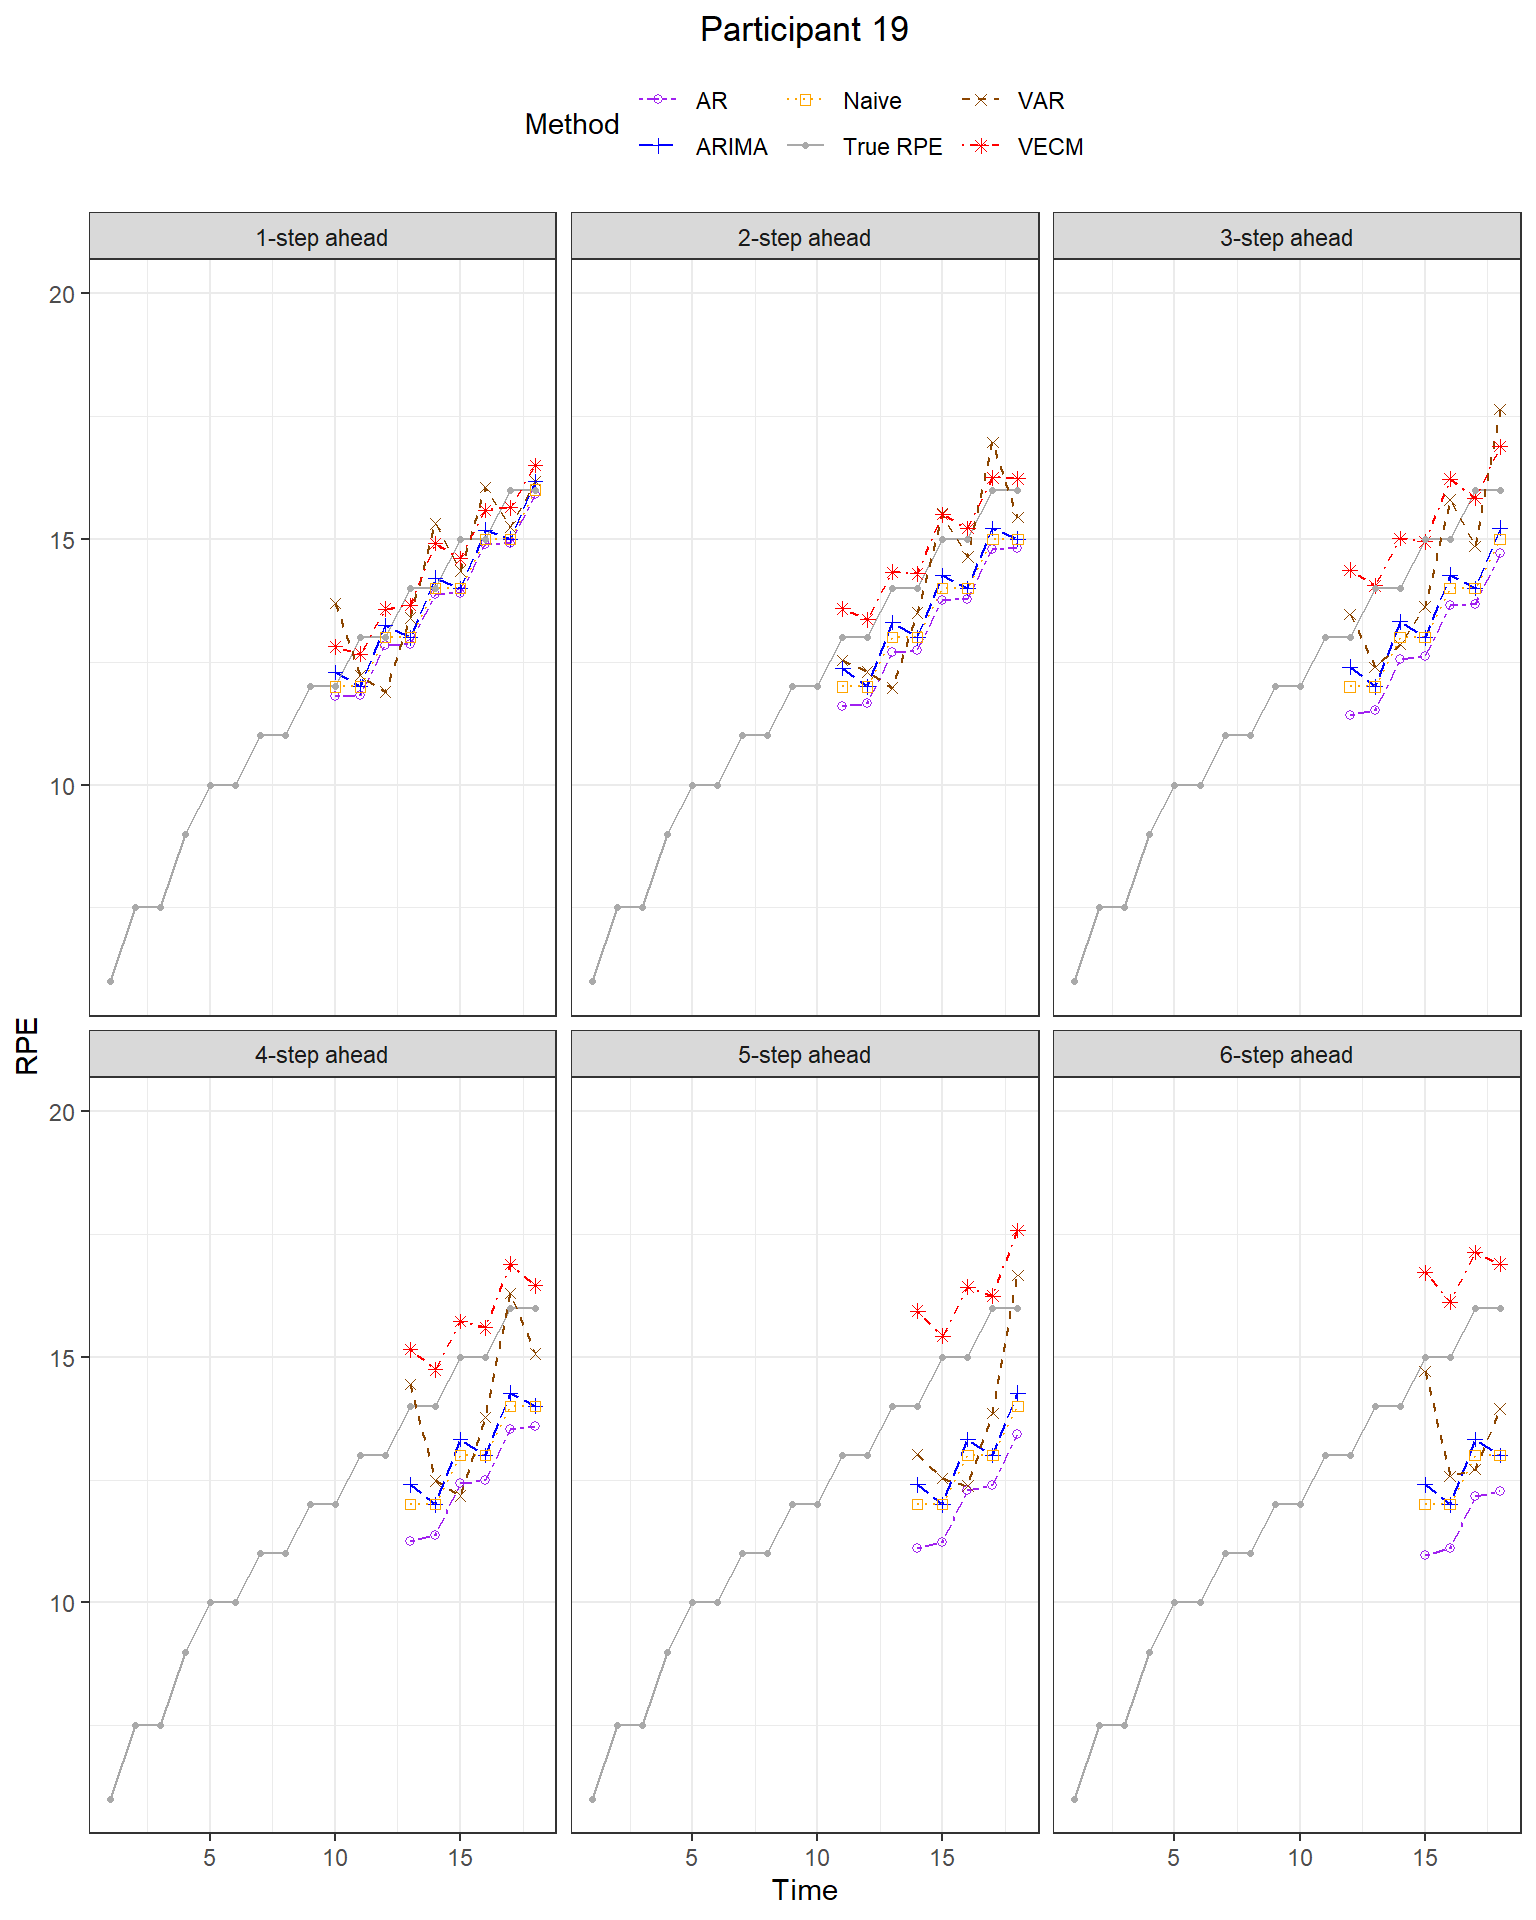 Participant 19
Method
AR
Naive
VAR
ARIMA
True RPE
VECM
1-step ahead
2-step ahead
3-step ahead
20
15
10
RPE
4-step ahead
5-step ahead
6-step ahead
20
15
10
5
10
15
5
10
15
5
10
15
Time